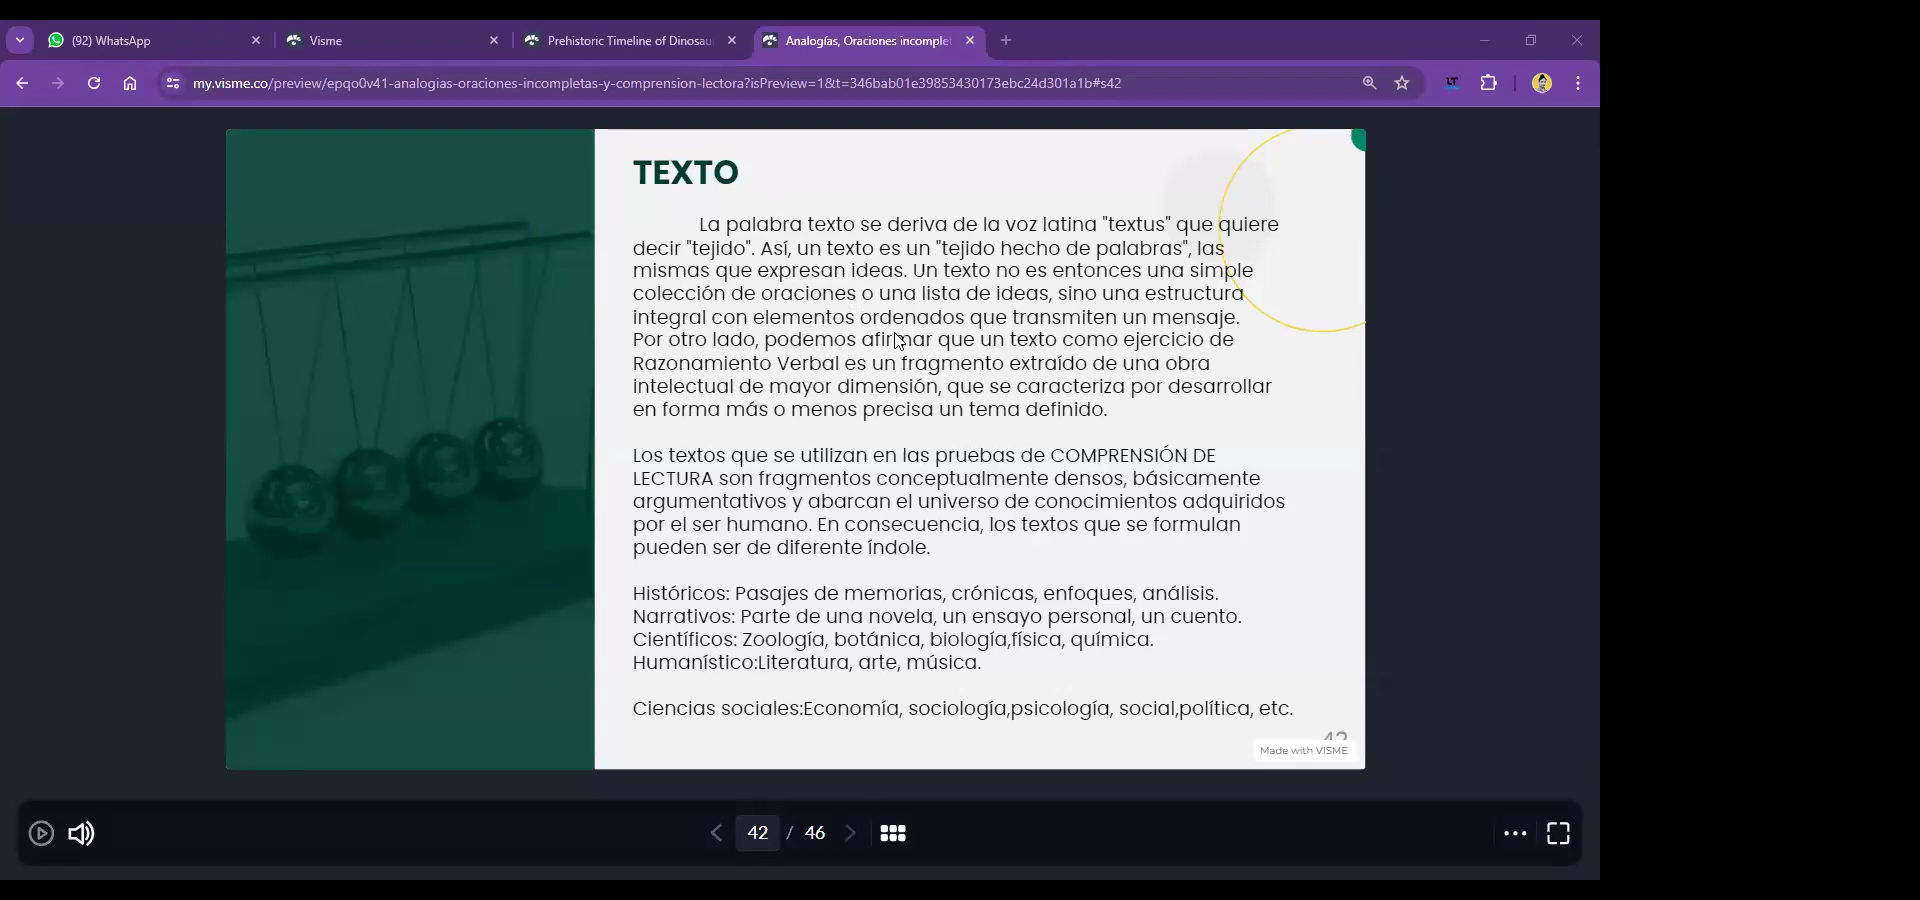 (92) WhatsApp
Visme
Prehistoric Timeline of Dinosau
Analogías, Oraciones incomplet
my.visme.co/preview/epqo0v41-analogias-oraciones-incompletas-y-comprension-lectora?isPreview=1&t=346bab01e39853430173ebc24d301a1b#s42
LT
TEXTO
La palabra texto se deriva de la voz latina "textus" que quiere
decir "tejido". Así, un texto es un "tejido hecho de palabras", las
mismas que expresan ideas. Un texto no es entonces una simple
colección de oraciones o una lista de ideas, sino una estructura
integral con elementos ordenados que transmiten un mensaje.
Por otro lado, podemos afirmar que un texto como ejercicio de
Razonamiento Verbal es un fragmento extraído de una obra
intelectual de mayor dimensión, que se caracteriza por desarrollar
en forma más o menos precisa un tema definido.
Los textos que se utilizan en las pruebas de COMPRENSIÓN DE
LECTURA son fragmentos conceptualmente densos, básicamente
argumentativos y abarcan el universo de conocimientos adquiridos
por el ser humano. En consecuencia, los textos que se formulan
pueden ser de diferente índole.
Históricos: Pasajes de memorias, crónicas, enfoques, análisis.
Narrativos: Parte de una novela, un ensayo personal, un cuento.
Científicos: Zoología, botánica, biología,física, química.
Humanístico:Literatura, arte, música.
Ciencias sociales:Economía, sociología,psicología, social,política, etc.
42
Made with VISME
42 / 46